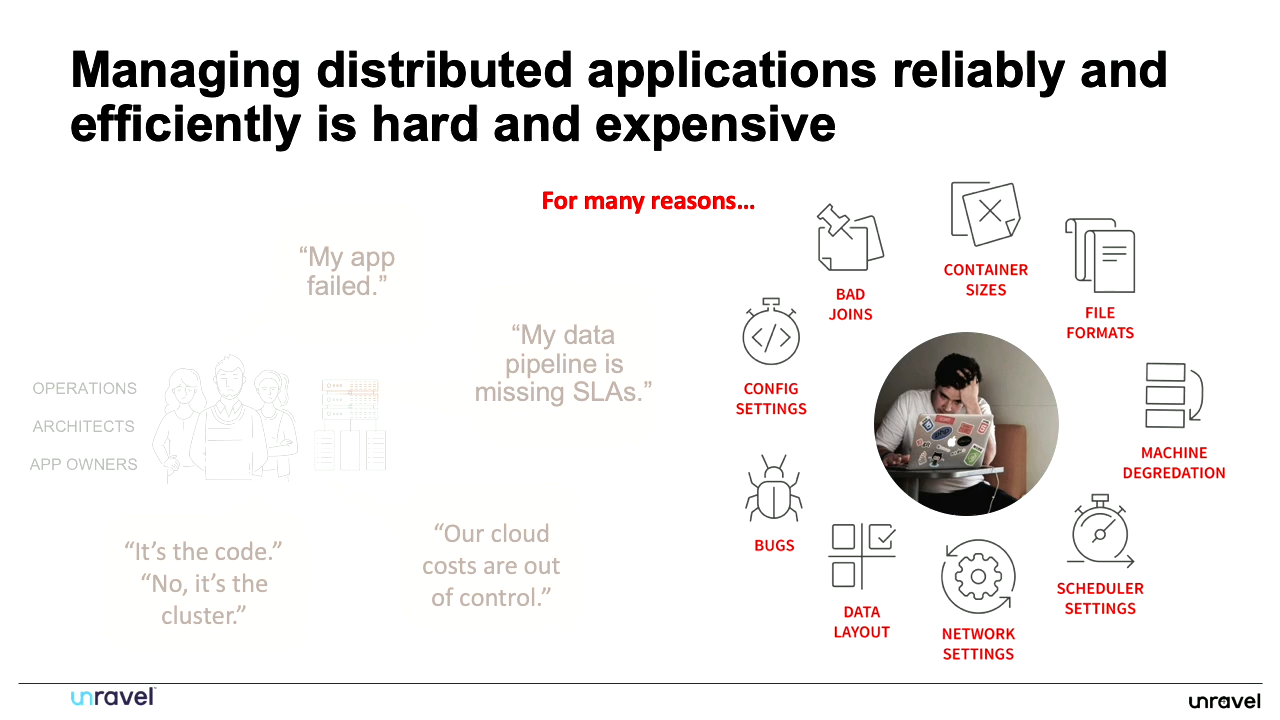 Managing distributed applications reliably and
efficiently is hard and expensive
For many reasons...
“My app
failed.”
“My data
pipeline is
missing SLAs.”
OPERATIONS
ARCHITECTS
APP OWNERS
“It’s the code.”
“No, it’s the
cluster.”
“Our cloud
costs are out
of control.”
BAD
JOINS
CONTAINER
SIZES
FILE
FORMATS
CONFIG
SETTINGS
MACHINE
DEGREDATION
BUGS
SCHEDULER
SETTINGS
DATA
LAYOUT
NETWORK
SETTINGS
unravel
unravel